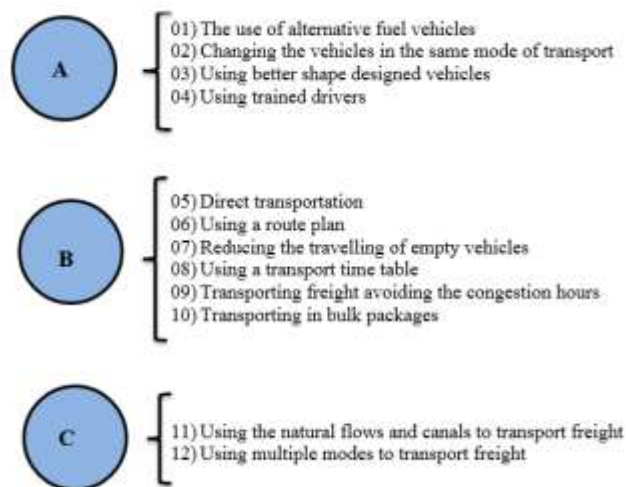 A
01) The use of alternative fuel vehicles
02) Changing the vehicles in the same mode of transport
03) Using better shape designed vehicles
04) Using trained drivers
B
05) Direct transportation
06) Using a route plan
07) Reducing the travelling of empty vehicles
08) Using a transport time table
09) Transporting freight avoiding the congestion hours
10) Transporting in bulk packages
C
11) Using the natural flows and canals to transport freight
12) Using multiple modes to transport freight